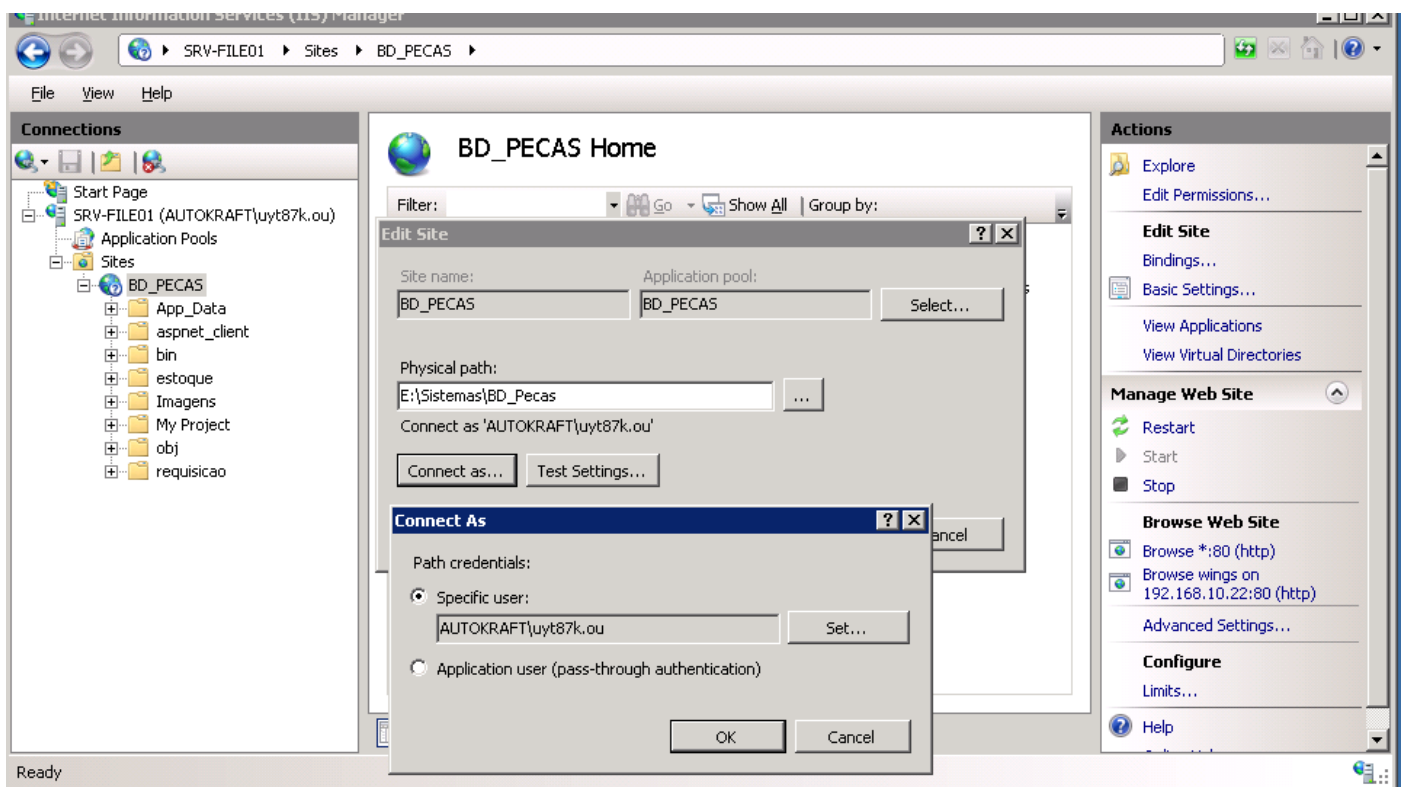 Internet Information Services (IIS) Manager
SRV-FILE01 Sites BD_PECAS
File View Help
Connections
Start Page
SRV-FILE01 (AUTOKRAFT\uyt87k.ou)
Application Pools
Sites
BD_PECAS
App_Data
aspnet_client
bin
estoque
Imagens
My Project
obj
requisicao
BD_PECAS Home
Filter: Go Show All Group by:
Edit Site
Site name: Application pool:
BD_PECAS BD_PECAS Select...
Physical path:
E:\Sistemas\BD_Pecas ...
Connect as 'AUTOKRAFT\uyt87k.ou'
Connect as... Test Settings...
Connect As
Path credentials:
Specific user:
AUTOKRAFT\uyt87k.ou Set...
Application user (pass-through authentication)
OK Cancel
Actions
Explore
Edit Permissions...
Edit Site
Bindings...
Basic Settings...
View Applications
View Virtual Directories
Manage Web Site
Restart
Start
Stop
Browse Web Site
Browse *:80 (http)
Browse wings on
192.168.10.22:80 (http)
Advanced Settings...
Configure
Limits...
Help
Ready